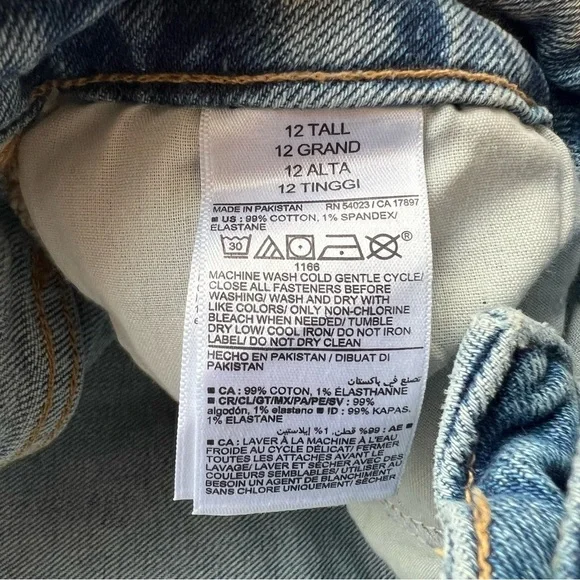 12 TALL
12 GRAND
12 ALTA
12 TINGGI
MADE IN PAKISTAN RN 54023 / CA 17897
■ US : 99% COTTON, 1% SPANDEX/
ELASTANE
30 ®
1166
MACHINE WASH COLD GENTLE CYCLE/
CLOSE ALL FASTENERS BEFORE
WASHING/ WASH AND DRY WITH
LIKE COLORS/ ONLY NON-CHLORINE
BLEACH WHEN NEEDED/ TUMBLE
DRY LOW/ COOL IRON/ DO NOT IRON
LABEL/ DO NOT DRY CLEAN
HECHO EN PAKISTAN / DIBUAT DI
PAKISTAN
صنع في باكستان
■ CA : 99% COTON, 1% ÉLASTHANNE
■ CR/CL/GT/MX/PA/PE/SV : 99%
algodón, 1% elastano ■ ID : 99% KAPAS,
1% ELASTANE
■ AE : 99% قطن, 1% إيلاستين
■ CA : LAVER À LA MACHINE À L'EAU
FROIDE AU CYCLE DÉLICAT/ FERMER
TOUTES LES ATTACHES AVANT LE
LAVAGE/ LAVER ET SÉCHER AVEC DES
COULEURS SEMBLABLES/ UTILISER AU
BESOIN UN AGENT DE BLANCHIMENT
SANS CHLORE UNIQUEMENT/